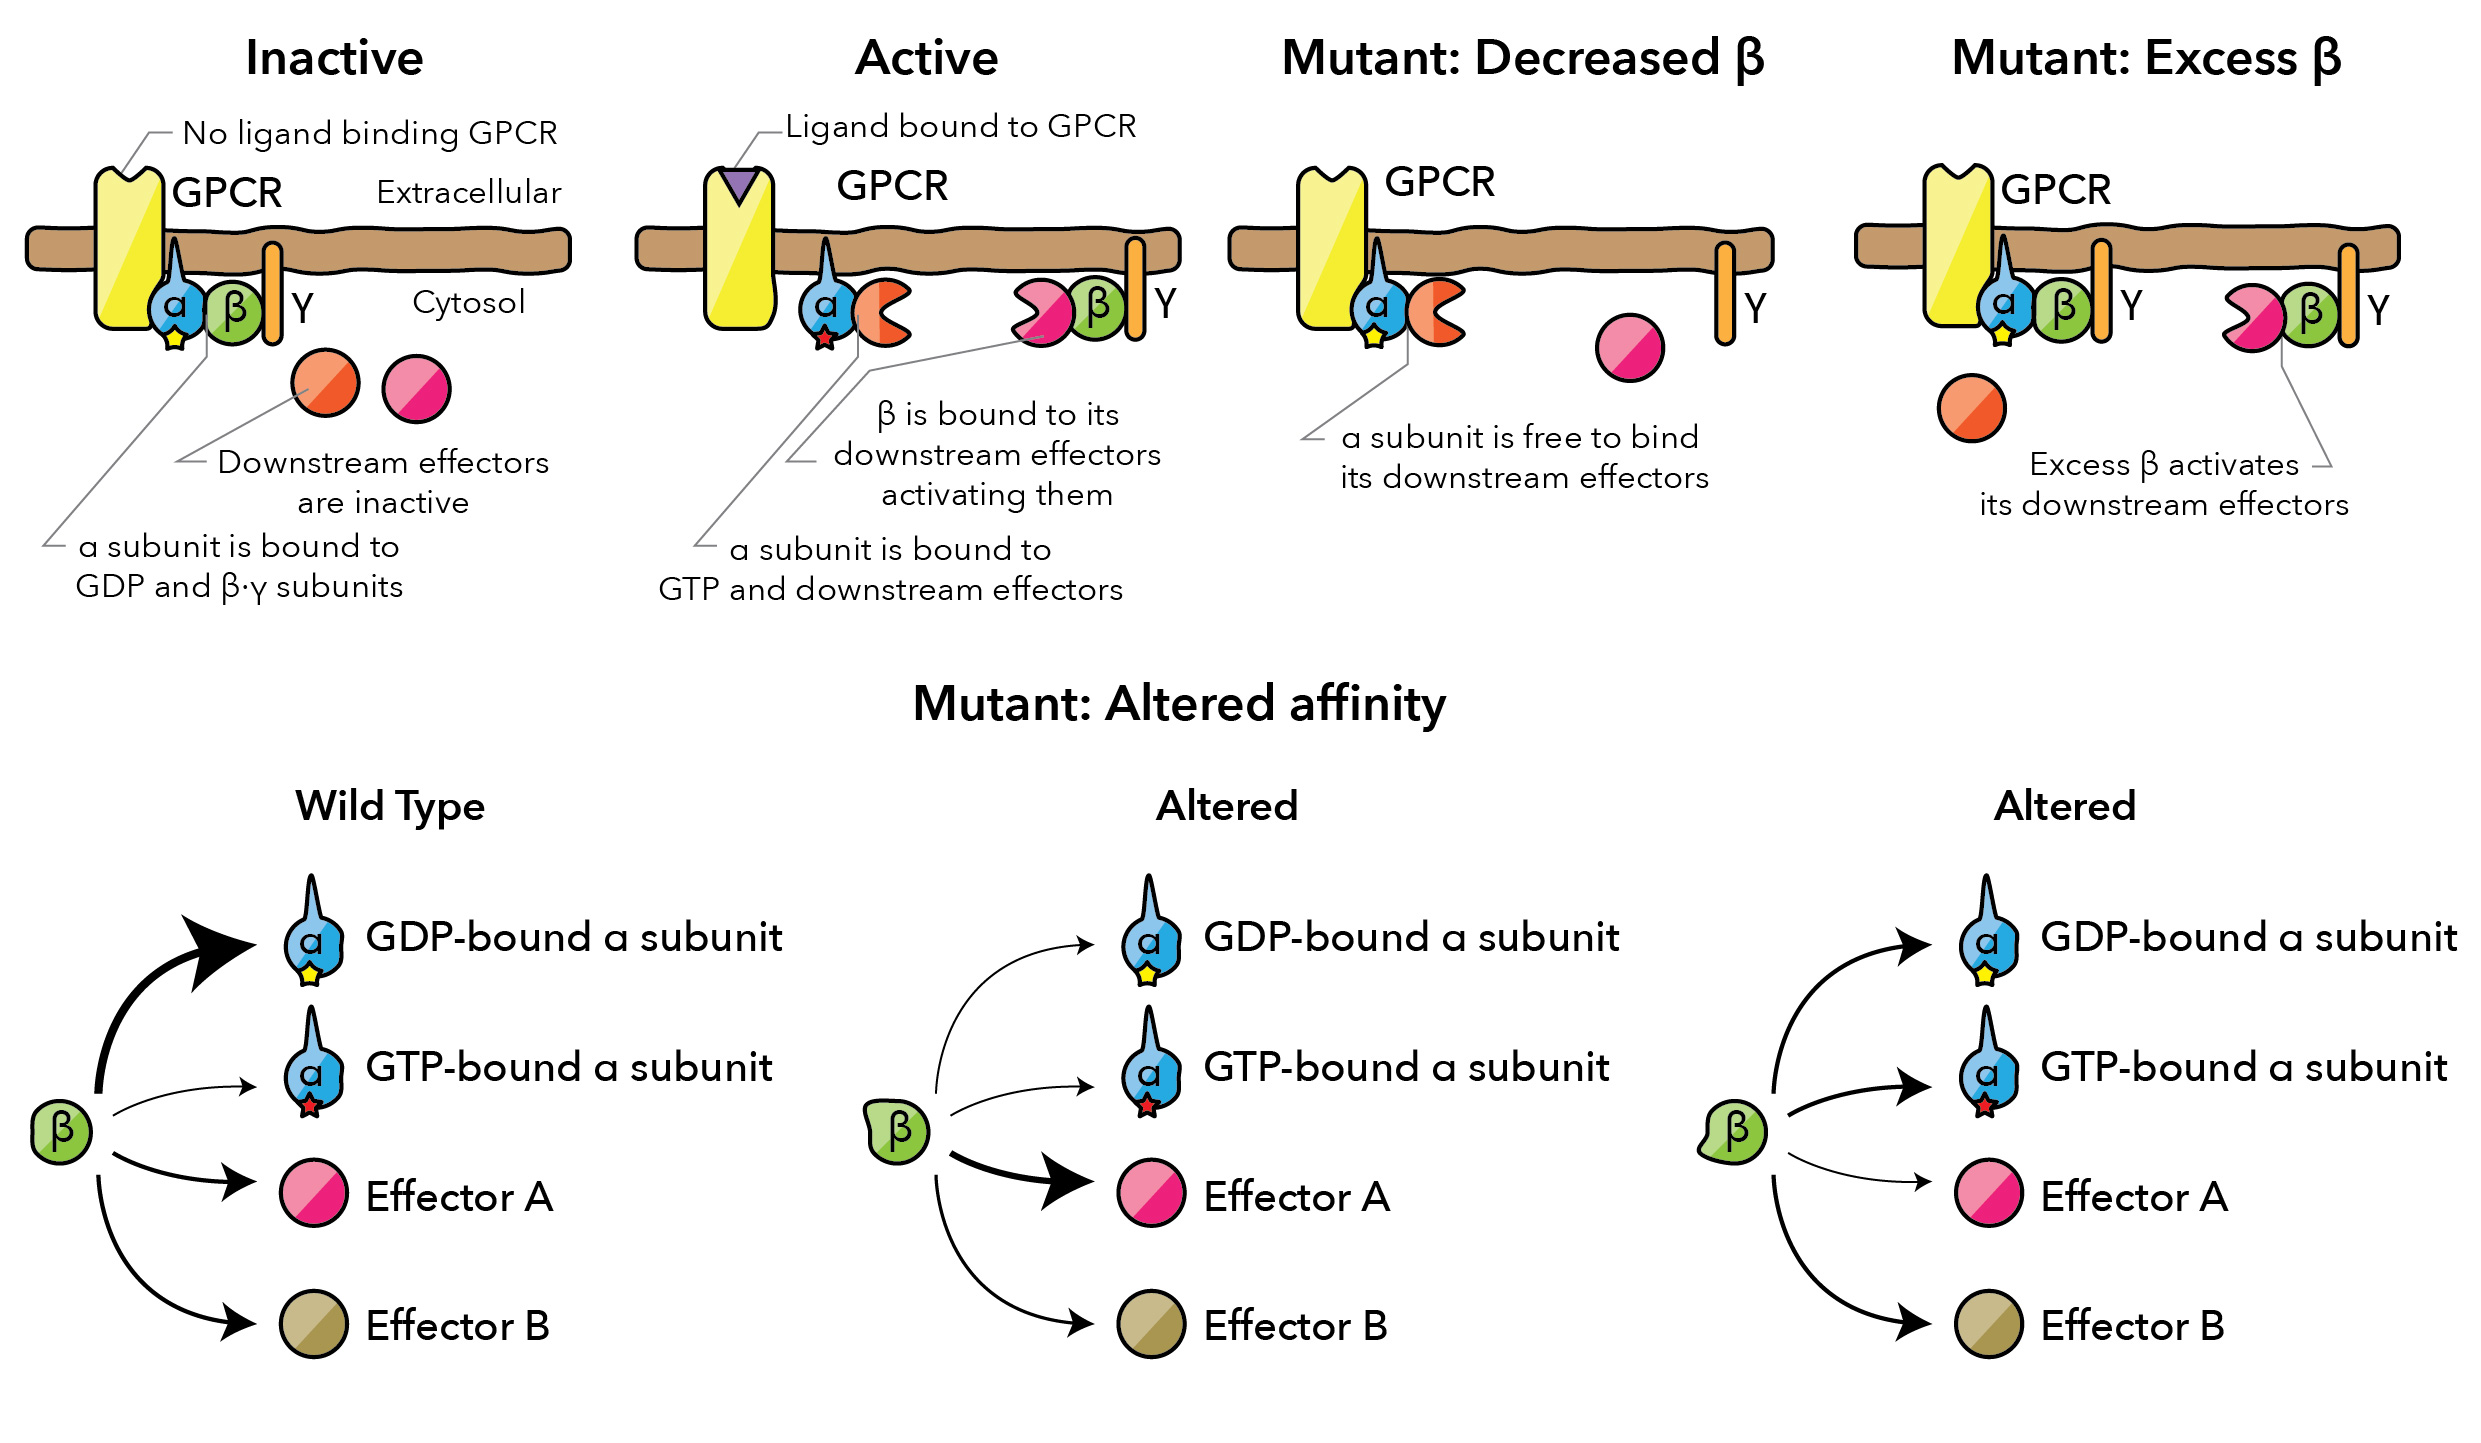 Inactive
No ligand binding GPCR
GPCR
Extracellular
α
β
γ
Cytosol
Downstream effectors
are inactive
α subunit is bound to
GDP and β·γ subunits
Active
Ligand bound to GPCR
GPCR
α
β
γ
β is bound to its
downstream effectors
activating them
α subunit is bound to
GTP and downstream effectors
Mutant: Decreased β
GPCR
α
γ
α subunit is free to bind
its downstream effectors
Mutant: Excess β
GPCR
α
β
γ
β
γ
Excess β activates
its downstream effectors
Mutant: Altered affinity
Wild Type
α
GDP-bound α subunit
α
GTP-bound α subunit
β
Effector A
Effector B
Altered
α
GDP-bound α subunit
α
GTP-bound α subunit
β
Effector A
Effector B
Altered
α
GDP-bound α subunit
α
GTP-bound α subunit
β
Effector A
Effector B